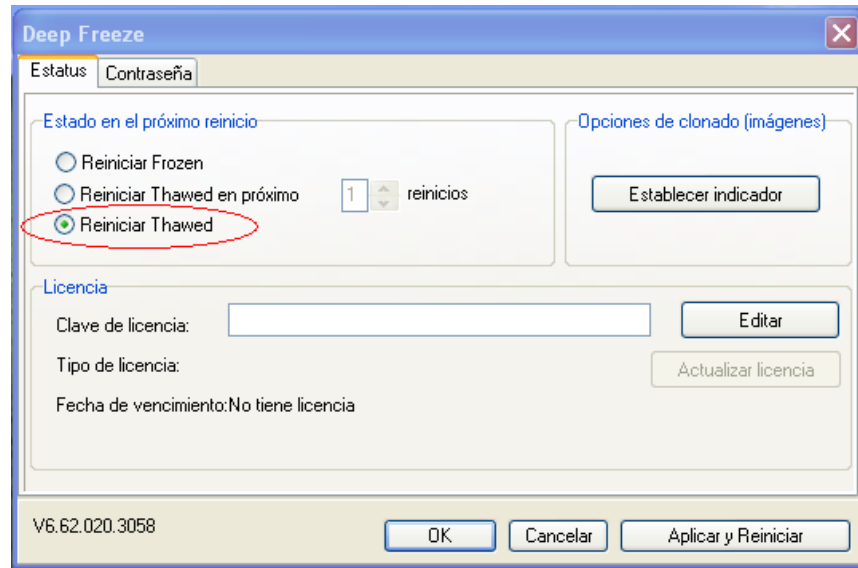 Deep Freeze
Estatus Contraseña
Estado en el próximo reinicio
Reiniciar Frozen
Reiniciar Thawed en próximo 1 reinicios
Reiniciar Thawed
Opciones de clonado (imágenes)
Establecer indicador
Licencia
Clave de licencia: Editar
Tipo de licencia: Actualizar licencia
Fecha de vencimiento:No tiene licencia
V6.62.020.3058 OK Cancelar Aplicar y Reiniciar